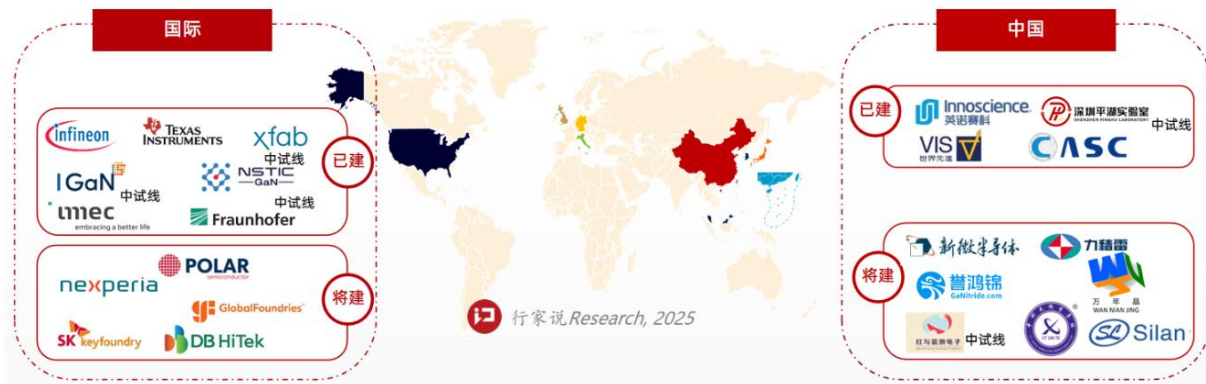 国际
infineon
TEXAS
INSTRUMENTS
xfab
中试线
已建
IGaN
中试线
NSTIC
GaN
中试线
imec
embracing a better life
Fraunhofer
nexperia
POLAR
semiconductor
GlobalFoundries
将建
SK keyfoundry
DB HiTek
行家说Research, 2025
中国
已建
Innoscience
英诺赛科
深圳平湖实验室
SHENZHEN PINGHU LABORATORY
中试线
VIS
世界先進
CASC
将建
新微半导体
力積電
誉鸿锦
GaNitride.com
万年晶
WAN NIAN JING
中试线
SL Silan